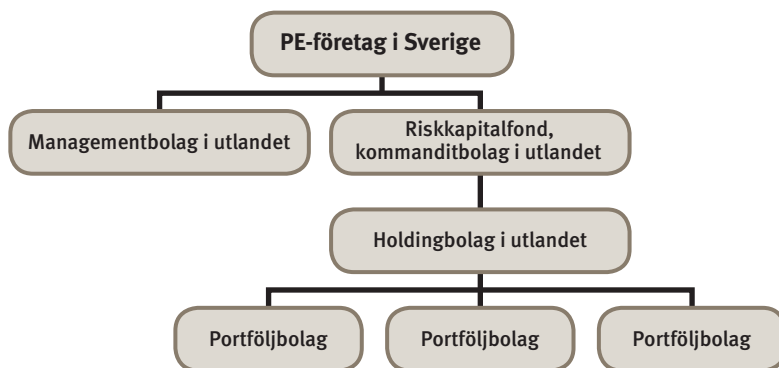 PE-företag i Sverige
Managementbolag i utlandet
Riskkapitalfond,
kommanditbolag i utlandet
Holdingbolag i utlandet
Portföljbolag
Portföljbolag
Portföljbolag